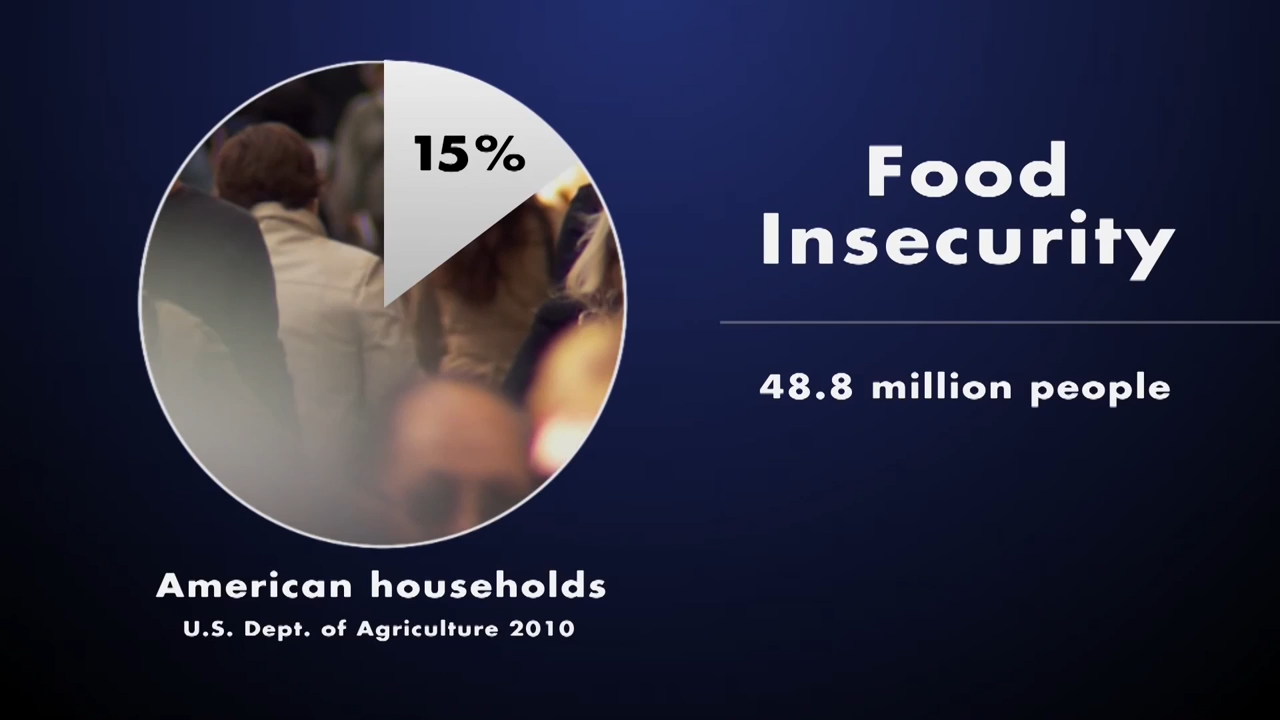 15%
Food
Insecurity
48.8 million people
American households
U.S. Dept. of Agriculture 2010